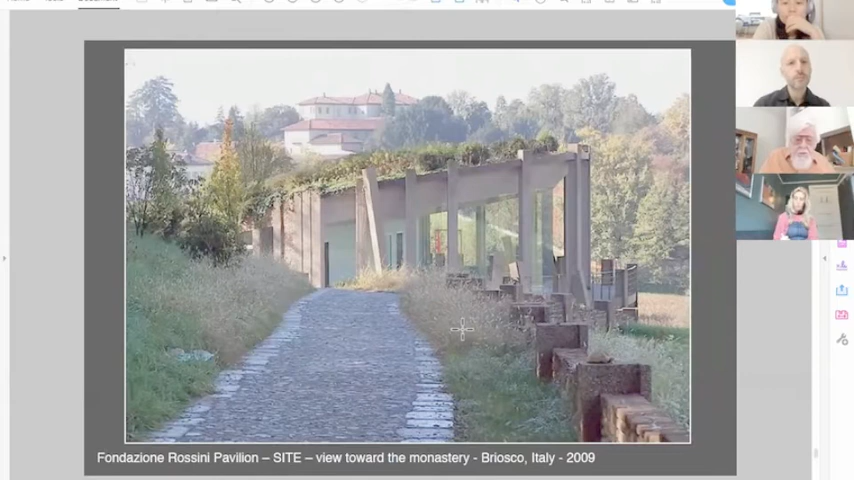 Fondazione Rossini Pavilion – SITE – view toward the monastery - Briosco, Italy - 2009